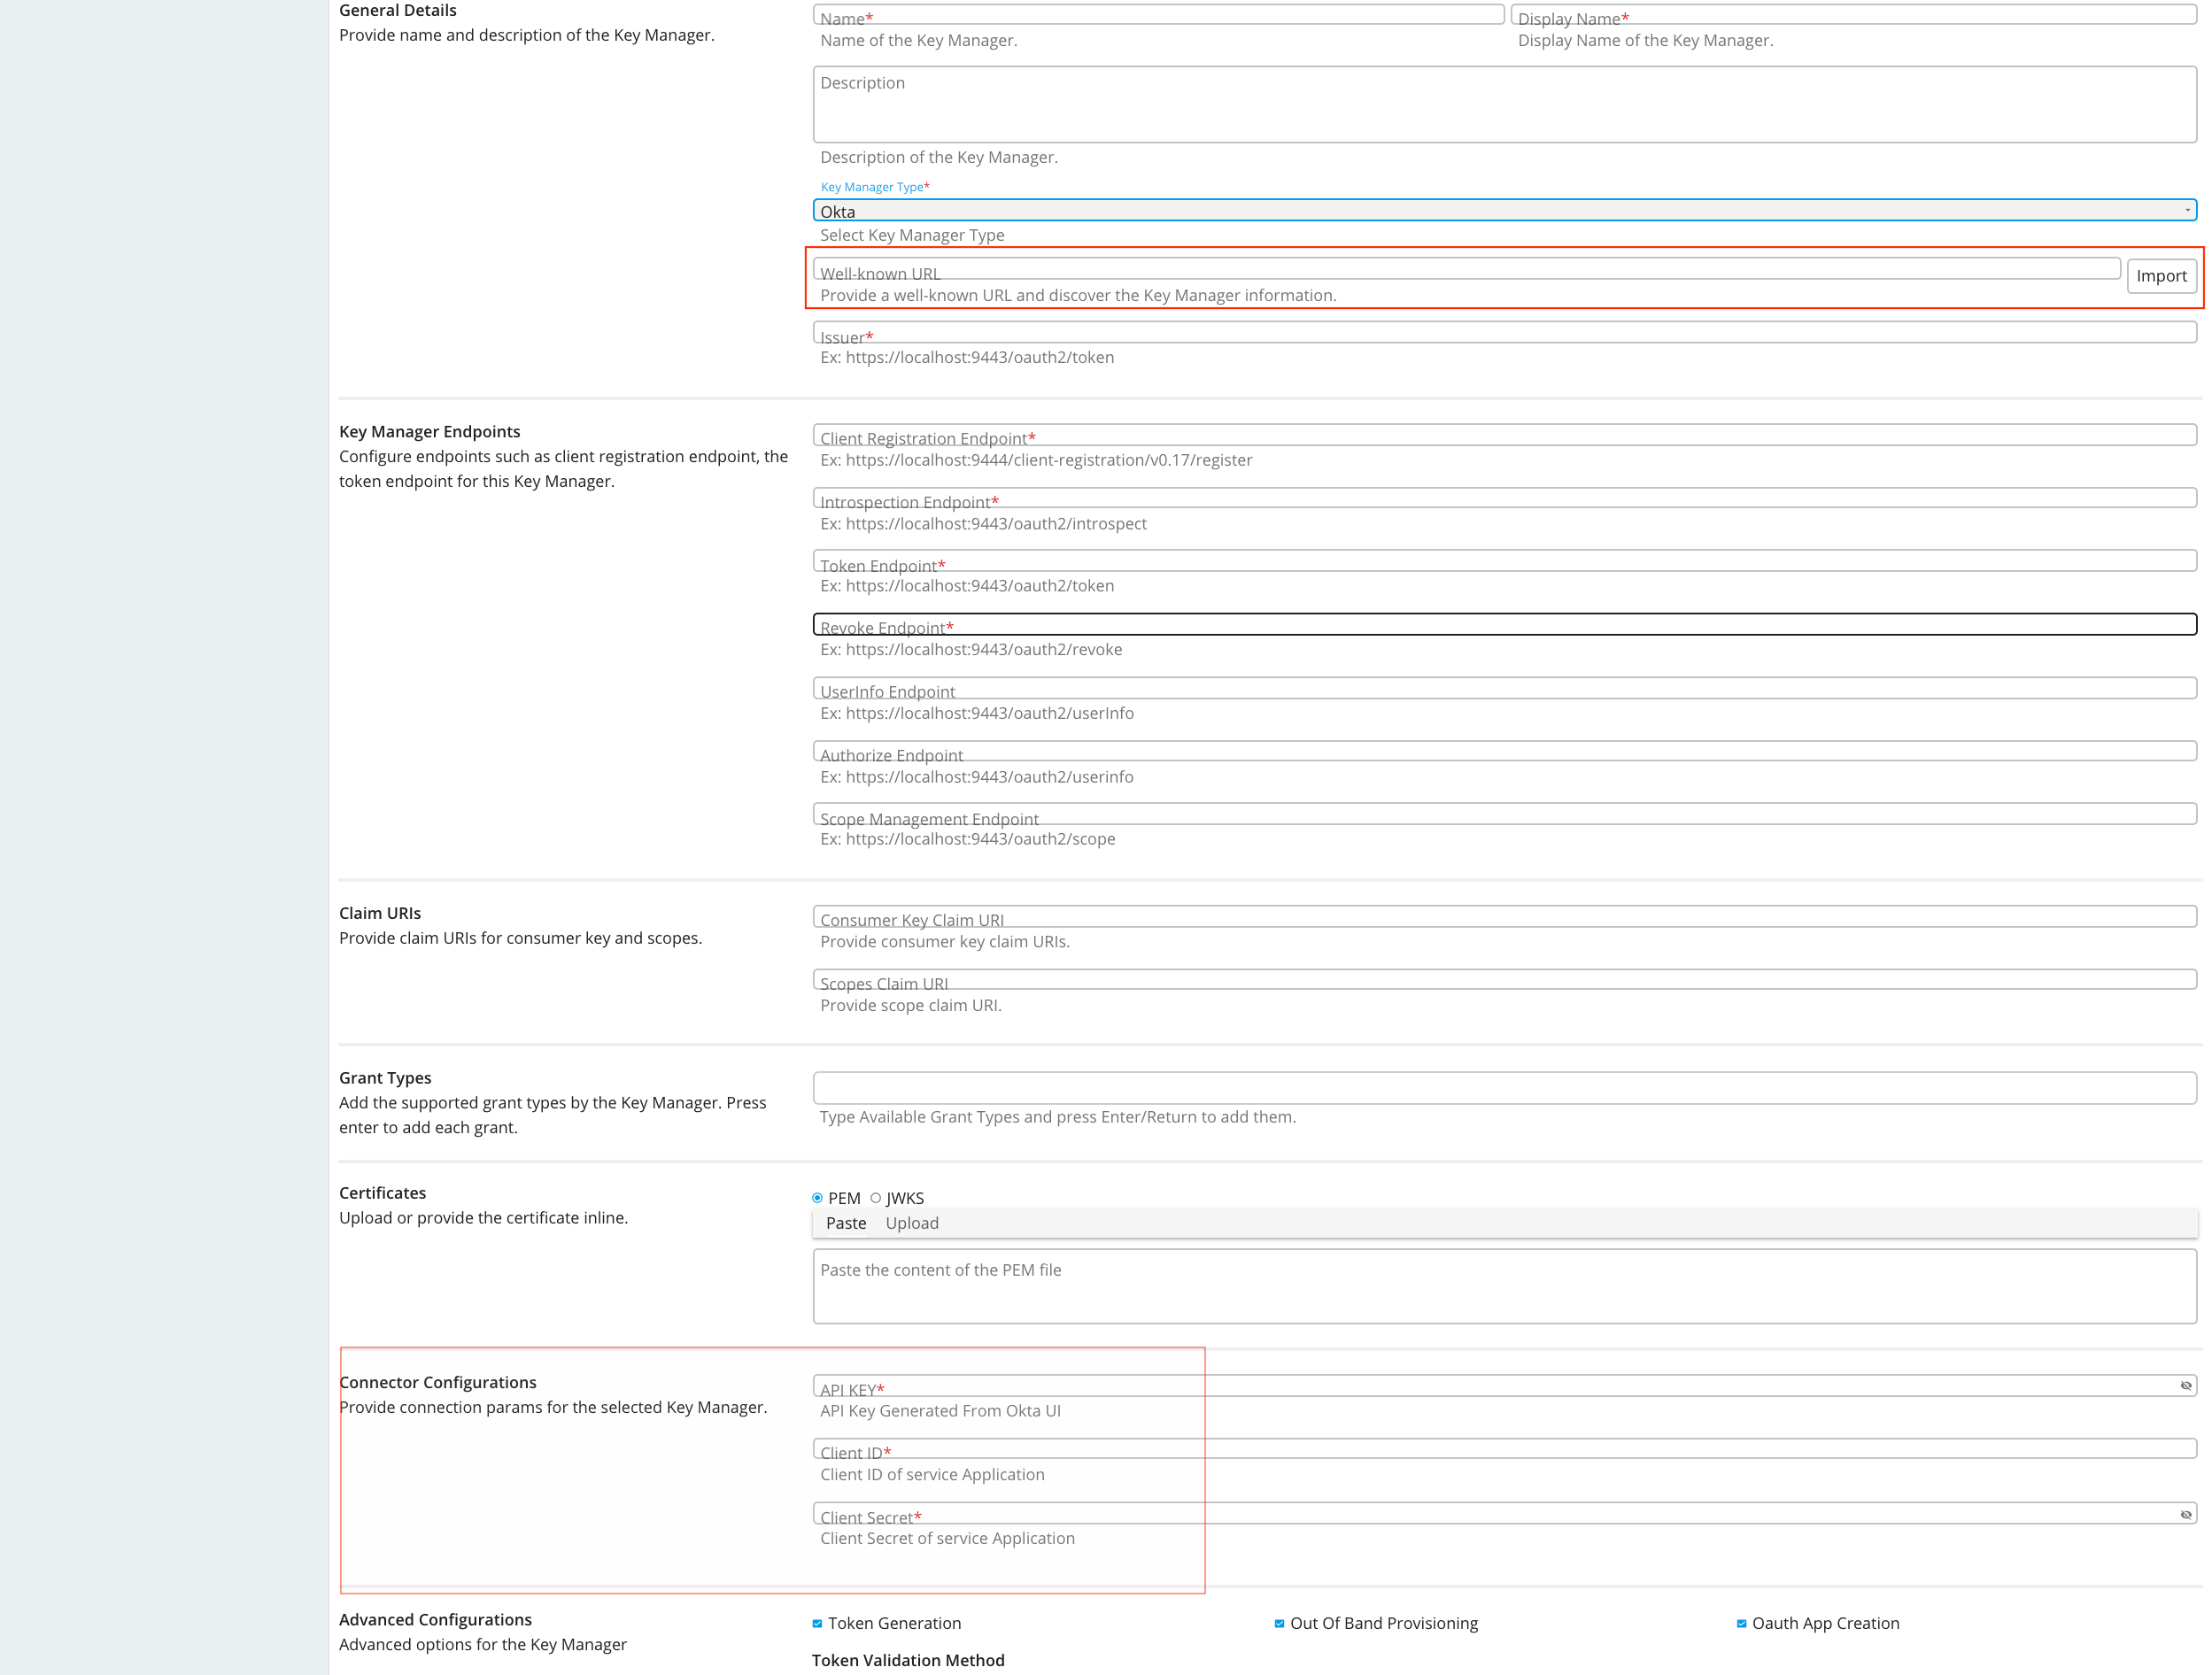 General Details
Provide name and description of the Key Manager.
Name*
Name of the Key Manager.
Display Name*
Display Name of the Key Manager.
Description
Description of the Key Manager.
Key Manager Type*
Okta
Select Key Manager Type
Well-known URL
Import
Provide a well-known URL and discover the Key Manager information.
Issuer*
Ex: https://localhost:9443/oauth2/token
Key Manager Endpoints
Configure endpoints such as client registration endpoint, the
token endpoint for this Key Manager.
Client Registration Endpoint*
Ex: https://localhost:9444/client-registration/v0.17/register
Introspection Endpoint*
Ex: https://localhost:9443/oauth2/introspect
Token Endpoint*
Ex: https://localhost:9443/oauth2/token
Revoke Endpoint*
Ex: https://localhost:9443/oauth2/revoke
UserInfo Endpoint
Ex: https://localhost:9443/oauth2/userInfo
Authorize Endpoint
Ex: https://localhost:9443/oauth2/userinfo
Scope Management Endpoint
Ex: https://localhost:9443/oauth2/scope
Claim URIs
Provide claim URIs for consumer key and scopes.
Consumer Key Claim URI
Provide consumer key claim URIs.
Scopes Claim URI
Provide scope claim URI.
Grant Types
Add the supported grant types by the Key Manager. Press
enter to add each grant.
Type Available Grant Types and press Enter/Return to add them.
Certificates
Upload or provide the certificate inline.
PEM JWKS
Paste Upload
Paste the content of the PEM file
Connector Configurations
Provide connection params for the selected Key Manager.
API KEY*
API Key Generated From Okta UI
Client ID*
Client ID of service Application
Client Secret*
Client Secret of service Application
Advanced Configurations
Advanced options for the Key Manager
Token Generation
Out Of Band Provisioning
Oauth App Creation
Token Validation Method